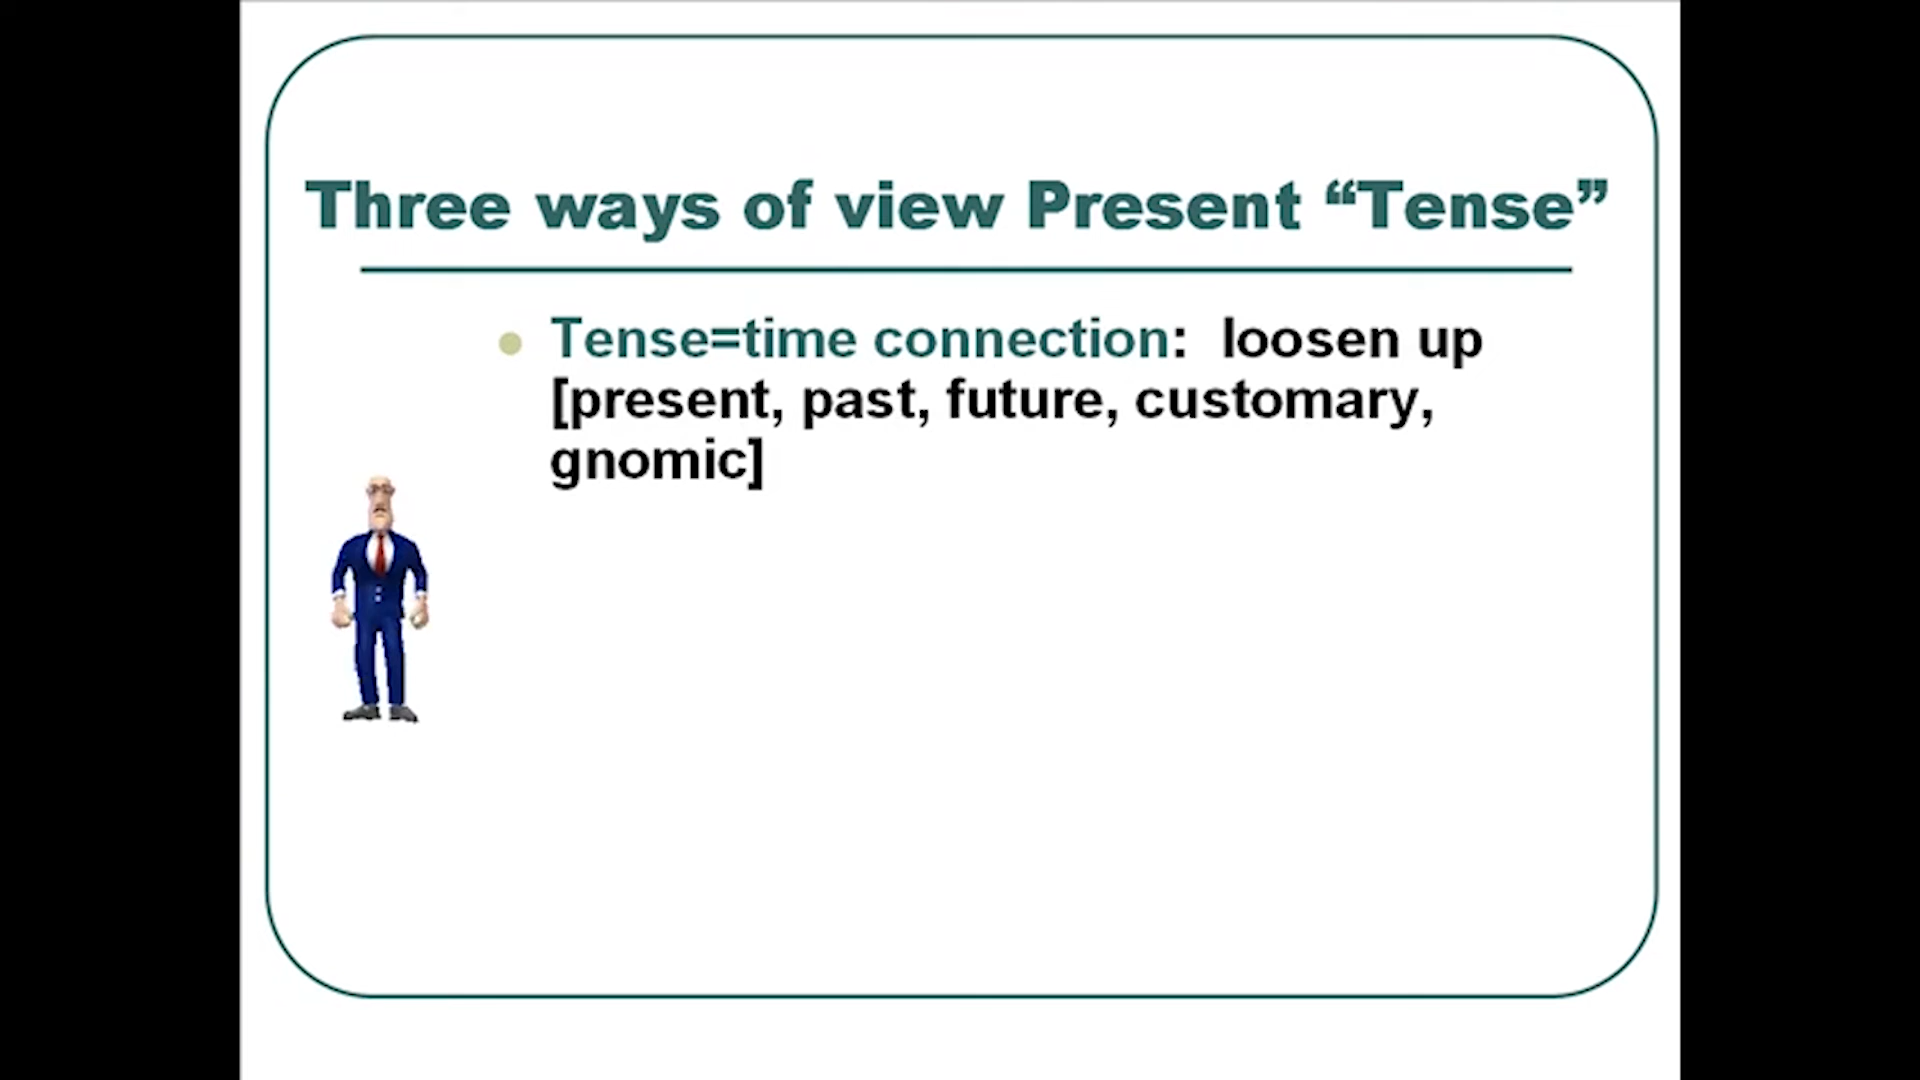 Three ways of view Present “Tense”
Tense=time connection: loosen up
[present, past, future, customary,
gnomic]